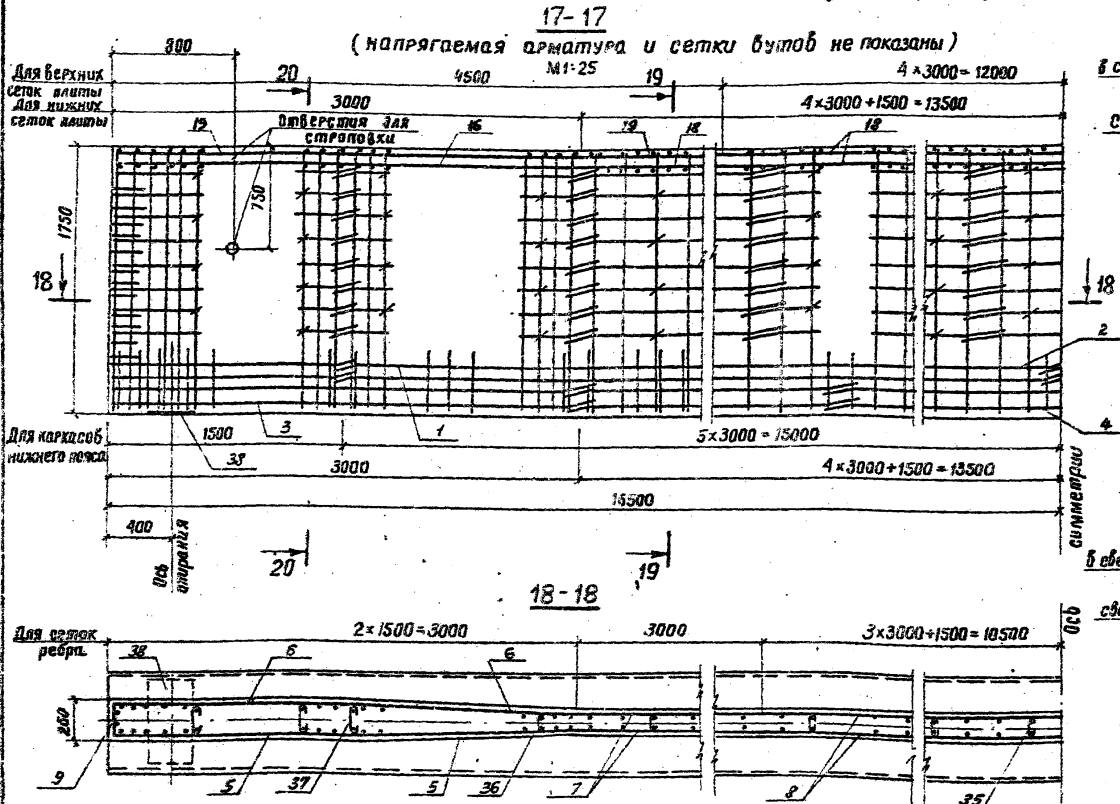 17-17
(напрягаемая арматура и сетки бутов не показаны)
М1:25
800
20
4500
19
4×3000=12000
Для верхних
сеток плиты
Для нижних
сеток плиты
3000
4×3000+1500=13500
19
Отверстия для
строповки
16
19
18
18
1750
750
18
18
2
1
3
4
Для каркасов
нижнего пояса
1500
33
5×3000=15000
3000
4×3000+1500=13500
16500
400
Ось
опирания
20
19
симметрии
Ось
18-18
Для сеток
ребра
2×1500=3000
3000
3×3000+1500=10500
38
6
6
260
9
5
37
5
36
7
8
35